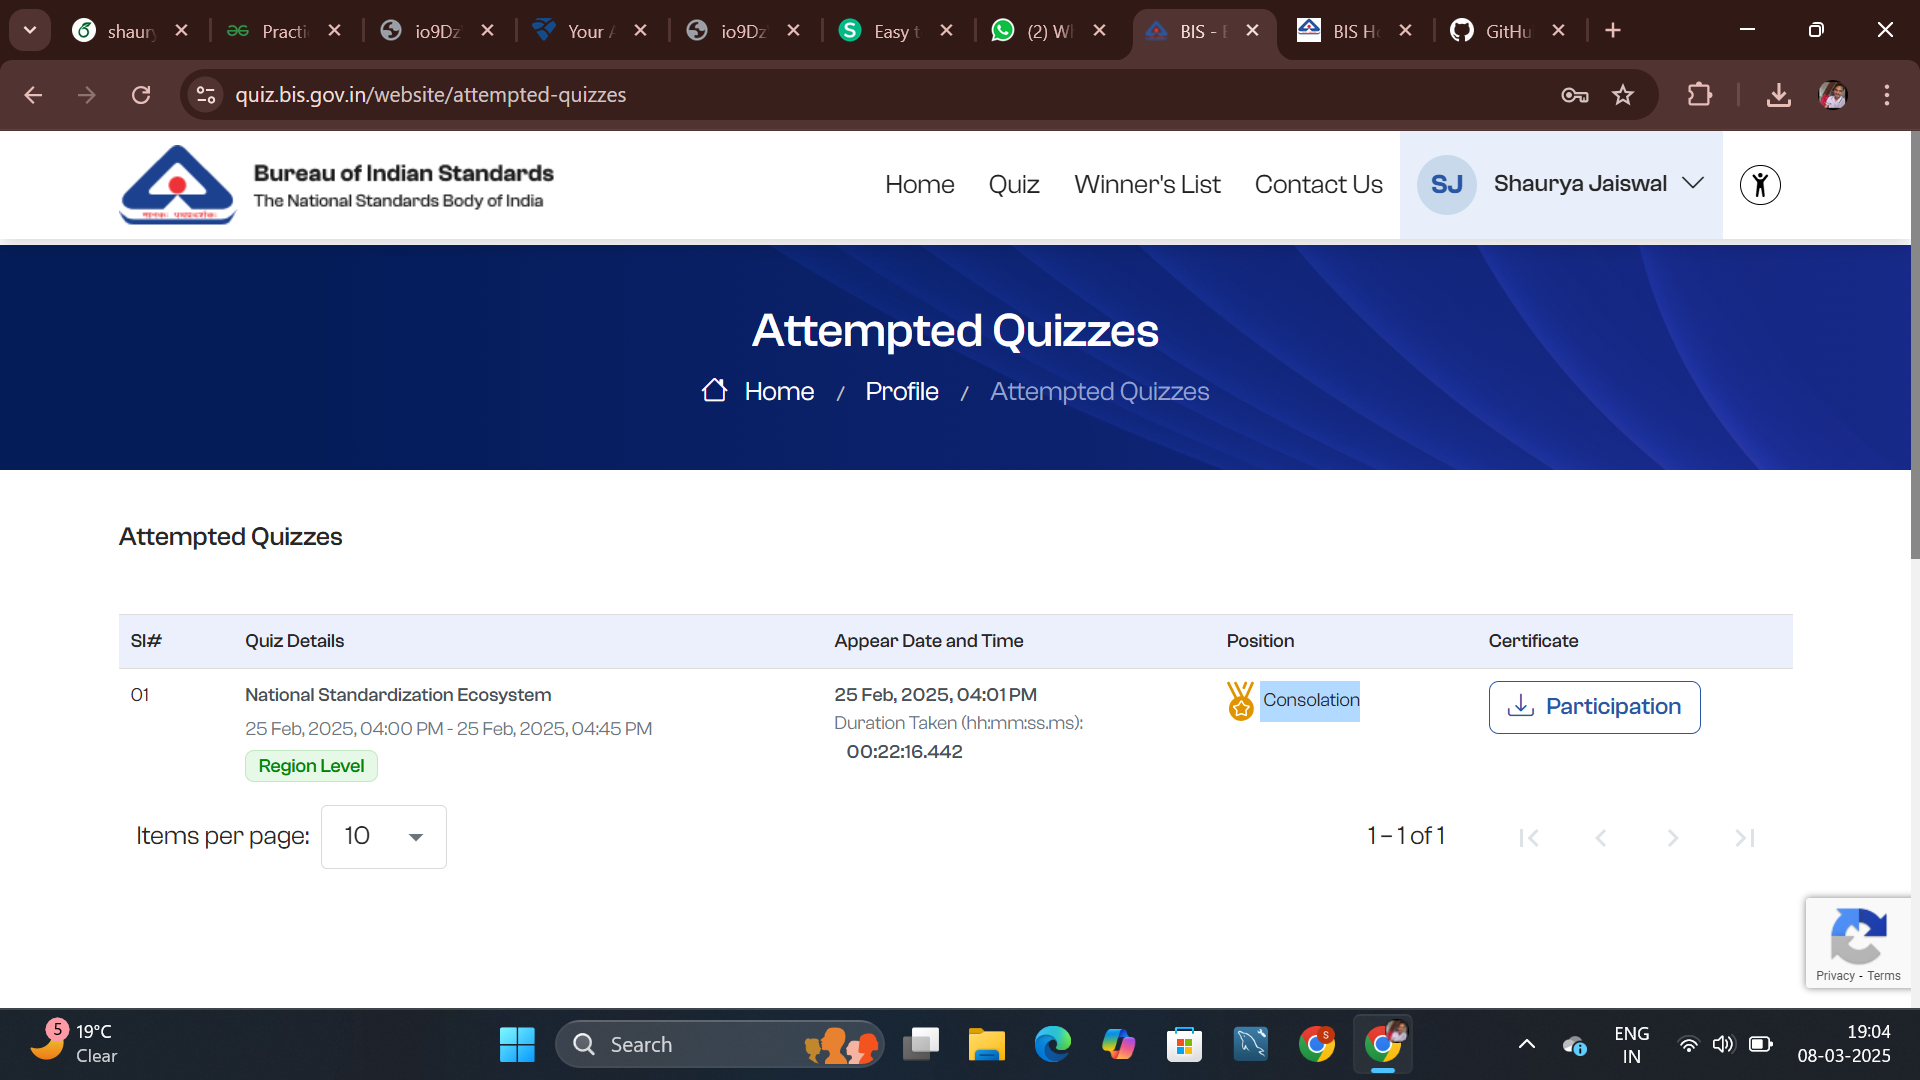 shaury
Practi
io9Dz
Your A
io9Dz
Easy t
(2) W
BIS -
BIS H
GitHu
quiz.bis.gov.in/website/attempted-quizzes
मानकः पथप्रदर्शकः
Bureau of Indian Standards
The National Standards Body of India
Home
Quiz
Winner's List
Contact Us
SJ
Shaurya Jaiswal
Attempted Quizzes
Home / Profile / Attempted Quizzes
Attempted Quizzes
Sl#
Quiz Details
Appear Date and Time
Position
Certificate
01
National Standardization Ecosystem
25 Feb, 2025, 04:00 PM - 25 Feb, 2025, 04:45 PM
Region Level
25 Feb, 2025, 04:01 PM
Duration Taken (hh:mm:ss.ms):
00:22:16.442
Consolation
Participation
Items per page:
10
1 – 1 of 1
Privacy - Terms
5
19°C
Clear
Search
S
ENG
IN
19:04
08-03-2025